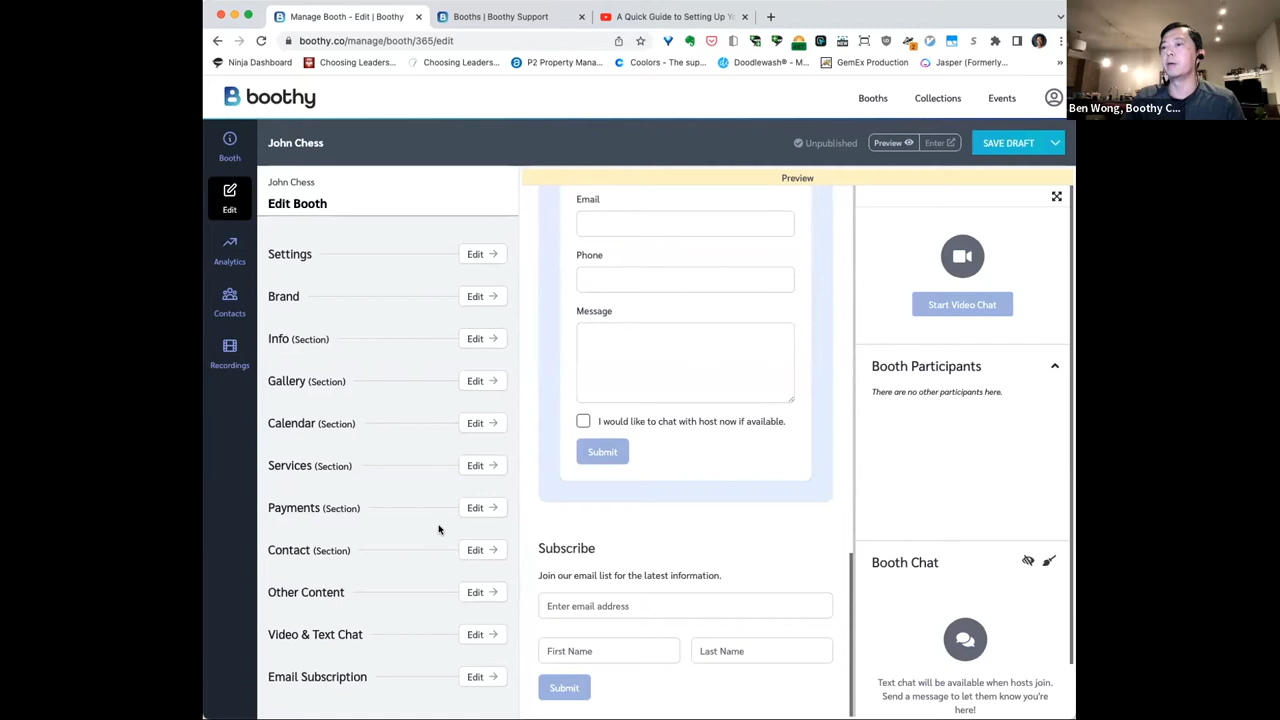 Manage Booth - Edit | Boothy
Booths | Boothy Support
A Quick Guide to Setting Up Yo
boothy.co/manage/booth/365/edit
Ninja Dashboard
Choosing Leaders...
Choosing Leaders...
P2 Property Mana...
Coolors - The sup...
Doodlewash® - M...
GemEx Production
Jasper (Formerly...
»
Ben Wong, Boothy C...
boothy
Booths
Collections
Events
Booth
John Chess
Unpublished
Preview
Enter
SAVE DRAFT
Edit
Analytics
Contacts
Recordings
John Chess
Edit Booth
Settings
Edit
Brand
Edit
Info (Section)
Edit
Gallery (Section)
Edit
Calendar (Section)
Edit
Services (Section)
Edit
Payments (Section)
Edit
Contact (Section)
Edit
Other Content
Edit
Video & Text Chat
Edit
Email Subscription
Edit
Preview
Email
Phone
Message
I would like to chat with host now if available.
Submit
Subscribe
Join our email list for the latest information.
Enter email address
First Name
Last Name
Submit
Start Video Chat
Booth Participants
There are no other participants here.
Booth Chat
Text chat will be available when hosts join.
Send a message to let them know you're
here!